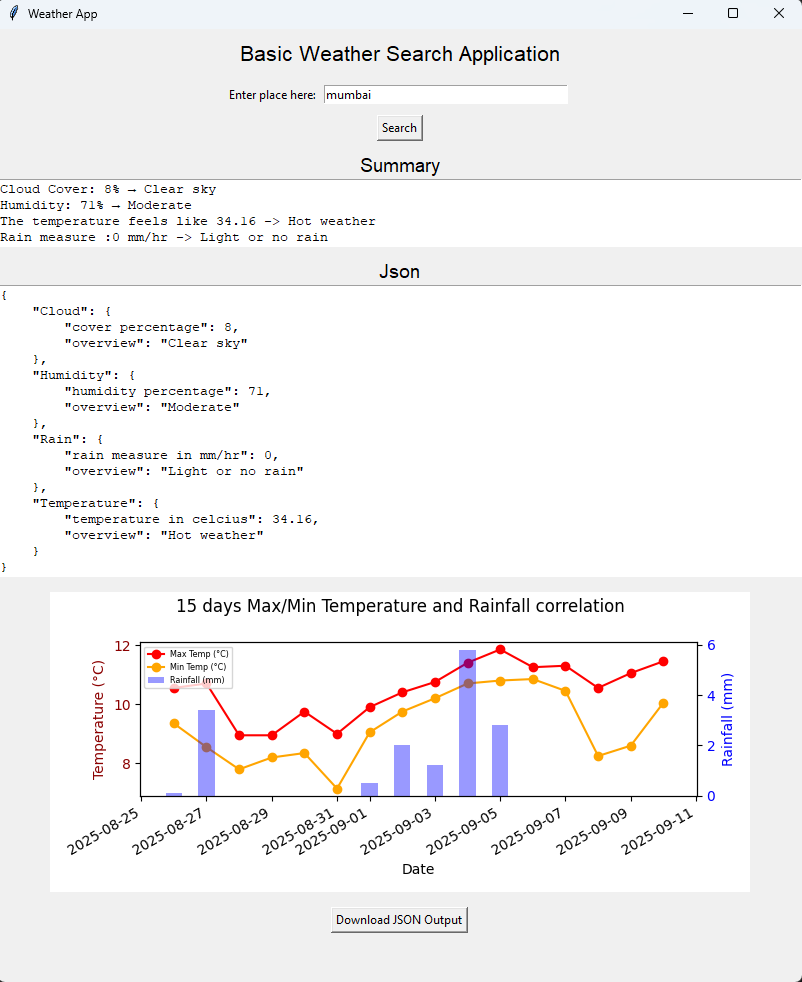 Weather App
Basic Weather Search Application
Enter place here: mumbai
Search
Summary
Cloud Cover: 8% → Clear sky
Humidity: 71% → Moderate
The temperature feels like 34.16 -> Hot weather
Rain measure :0 mm/hr -> Light or no rain
Json
{
    "Cloud": {
        "cover percentage": 8,
        "overview": "Clear sky"
    },
    "Humidity": {
        "humidity percentage": 71,
        "overview": "Moderate"
    },
    "Rain": {
        "rain measure in mm/hr": 0,
        "overview": "Light or no rain"
    },
    "Temperature": {
        "temperature in celcius": 34.16,
        "overview": "Hot weather"
    }
}
15 days Max/Min Temperature and Rainfall correlation
Temperature (°C)
12
10
8
Max Temp (°C)
Min Temp (°C)
Rainfall (mm)
6
4
2
0
Rainfall (mm)
2025-08-25
2025-08-27
2025-08-29
2025-08-31
2025-09-01
2025-09-03
2025-09-05
2025-09-07
2025-09-09
2025-09-11
Date
Download JSON Output